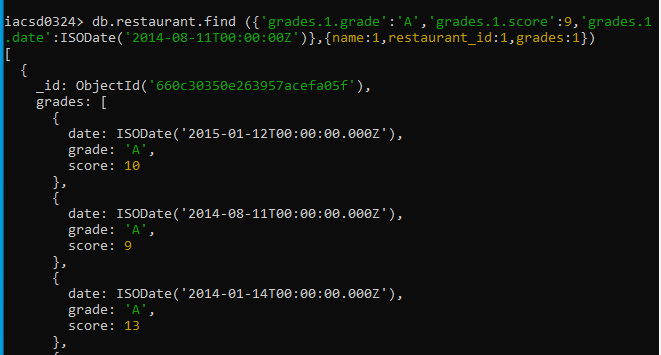 iacsd0324> db.restaurant.find ({'grades.1.grade':'A','grades.1.score':9,'grades.1
.date':ISODate('2014-08-11T00:00:00Z')},{name:1,restaurant_id:1,grades:1})
[
  {
    _id: ObjectId('660c30350e263957acefa05f'),
    grades: [
      {
        date: ISODate('2015-01-12T00:00:00.000Z'),
        grade: 'A',
        score: 10
      },
      {
        date: ISODate('2014-08-11T00:00:00.000Z'),
        grade: 'A',
        score: 9
      },
      {
        date: ISODate('2014-01-14T00:00:00.000Z'),
        grade: 'A',
        score: 13
      },